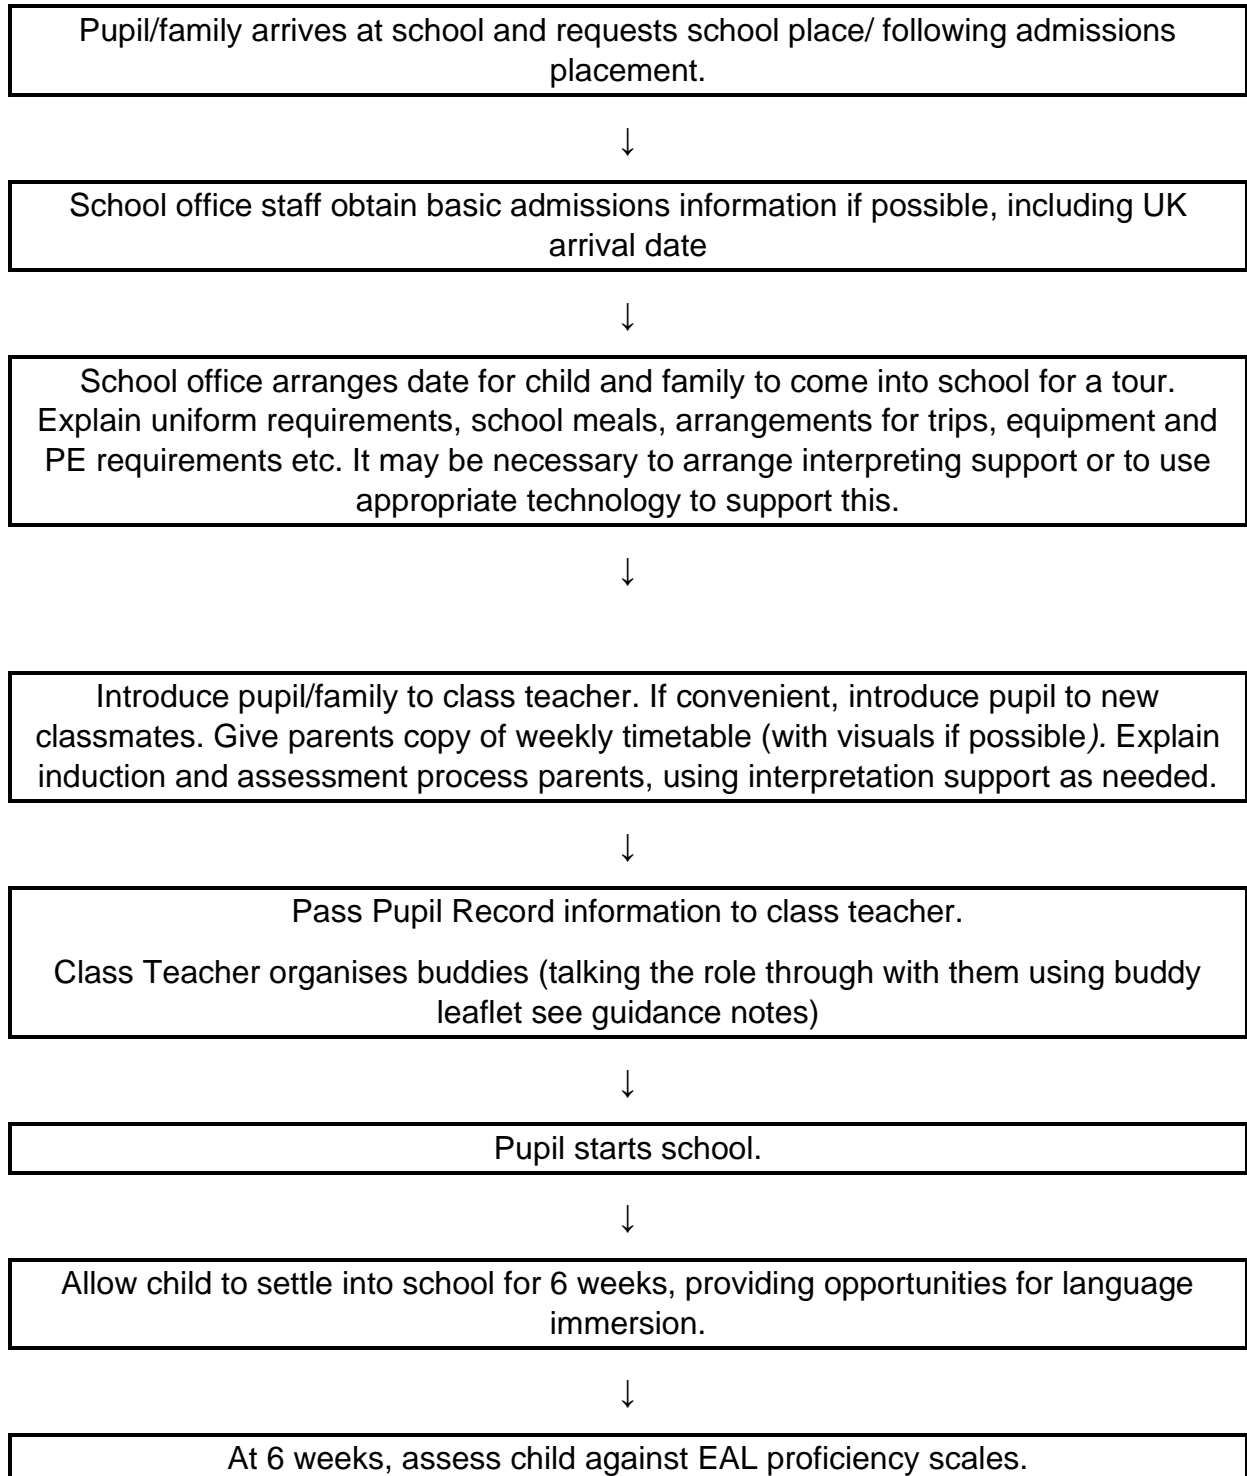 Pupil/family arrives at school and requests school place/ following admissions
placement.
↓
School office staff obtain basic admissions information if possible, including UK
arrival date
↓
School office arranges date for child and family to come into school for a tour.
Explain uniform requirements, school meals, arrangements for trips, equipment and
PE requirements etc. It may be necessary to arrange interpreting support or to use
appropriate technology to support this.
↓
Introduce pupil/family to class teacher. If convenient, introduce pupil to new
classmates. Give parents copy of weekly timetable (with visuals if possible). Explain
induction and assessment process parents, using interpretation support as needed.
↓
Pass Pupil Record information to class teacher.
Class Teacher organises buddies (talking the role through with them using buddy
leaflet see guidance notes)
↓
Pupil starts school.
↓
Allow child to settle into school for 6 weeks, providing opportunities for language
immersion.
↓
At 6 weeks, assess child against EAL proficiency scales.